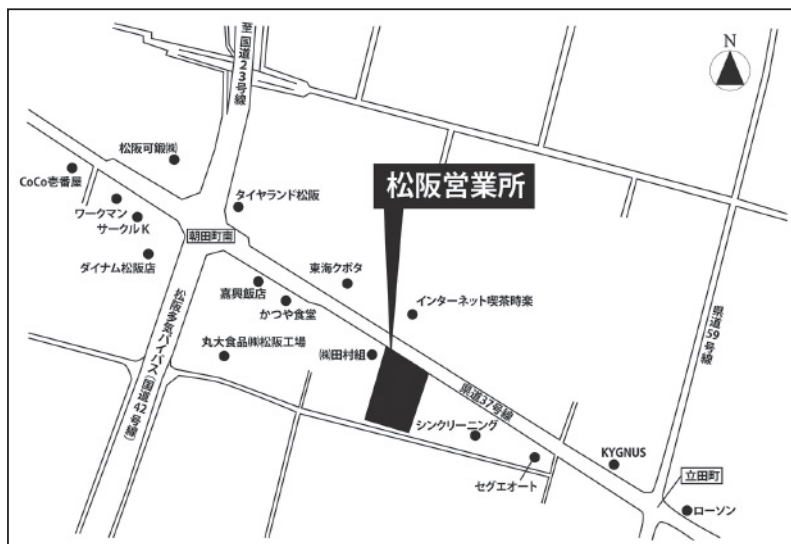 至 国道23号線
N
松阪可鍛㈱
CoCo壱番屋
ワークマン
サークルK
タイヤランド松阪
松阪営業所
朝田町南
ダイナム松阪店
東海クボタ
嘉興飯店
かつや食堂
インターネット喫茶時楽
松阪多気バイパス(国道42号線)
丸大食品㈱松阪工場
㈱田村組
県道59号線
県道37号線
シンクリーニング
KYGNUS
セグエオート
立田町
ローソン